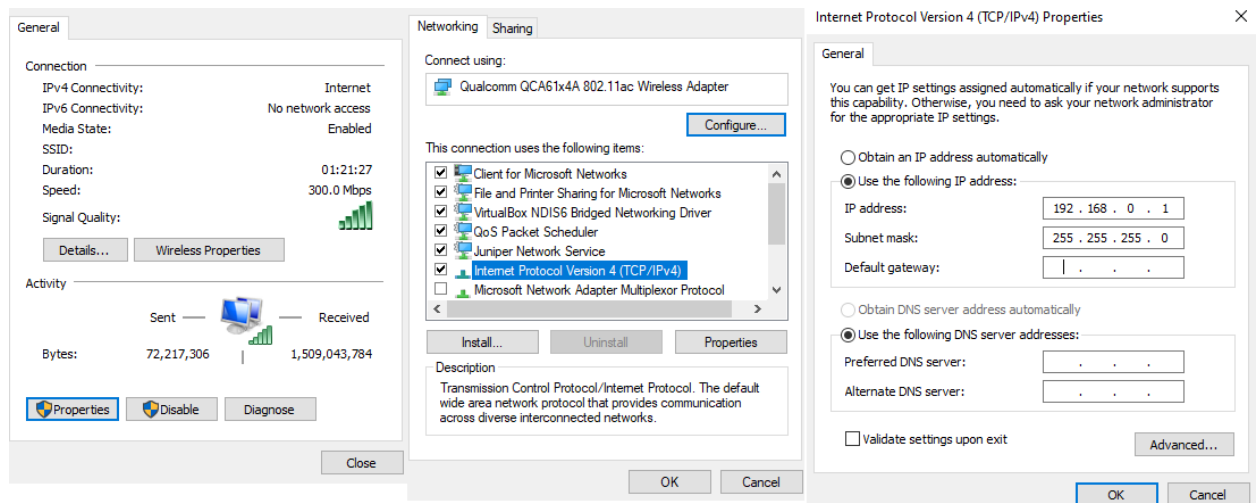 General
Connection
IPv4 Connectivity: Internet
IPv6 Connectivity: No network access
Media State: Enabled
SSID:
Duration: 01:21:27
Speed: 300.0 Mbps
Signal Quality:
Details... Wireless Properties
Activity
Sent Received
Bytes: 72,217,306 1,509,043,784
Properties Disable Diagnose
Close
Networking Sharing
Connect using:
Qualcomm QCA61x4A 802.11ac Wireless Adapter
Configure...
This connection uses the following items:
Client for Microsoft Networks
File and Printer Sharing for Microsoft Networks
VirtualBox NDIS6 Bridged Networking Driver
QoS Packet Scheduler
Juniper Network Service
Internet Protocol Version 4 (TCP/IPv4)
Microsoft Network Adapter Multiplexor Protocol
Install... Uninstall Properties
Description
Transmission Control Protocol/Internet Protocol. The default
wide area network protocol that provides communication
across diverse interconnected networks.
OK Cancel
Internet Protocol Version 4 (TCP/IPv4) Properties
General
You can get IP settings assigned automatically if your network supports
this capability. Otherwise, you need to ask your network administrator
for the appropriate IP settings.
Obtain an IP address automatically
Use the following IP address:
IP address: 192 . 168 . 0 . 1
Subnet mask: 255 . 255 . 255 . 0
Default gateway: . . .
Obtain DNS server address automatically
Use the following DNS server addresses:
Preferred DNS server: . . .
Alternate DNS server: . . .
Validate settings upon exit
Advanced...
OK Cancel